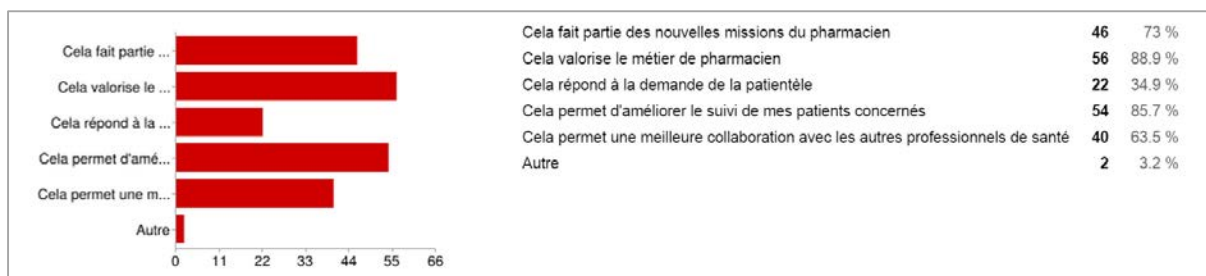 Cela fait partie ...
Cela valorise le ...
Cela répond à la ...
Cela permet d'amé...
Cela permet une m...
Autre
0 11 22 33 44 55 66
Cela fait partie des nouvelles missions du pharmacien 46 73 %
Cela valorise le métier de pharmacien 56 88.9 %
Cela répond à la demande de la patientèle 22 34.9 %
Cela permet d'améliorer le suivi de mes patients concernés 54 85.7 %
Cela permet une meilleure collaboration avec les autres professionnels de santé 40 63.5 %
Autre 2 3.2 %